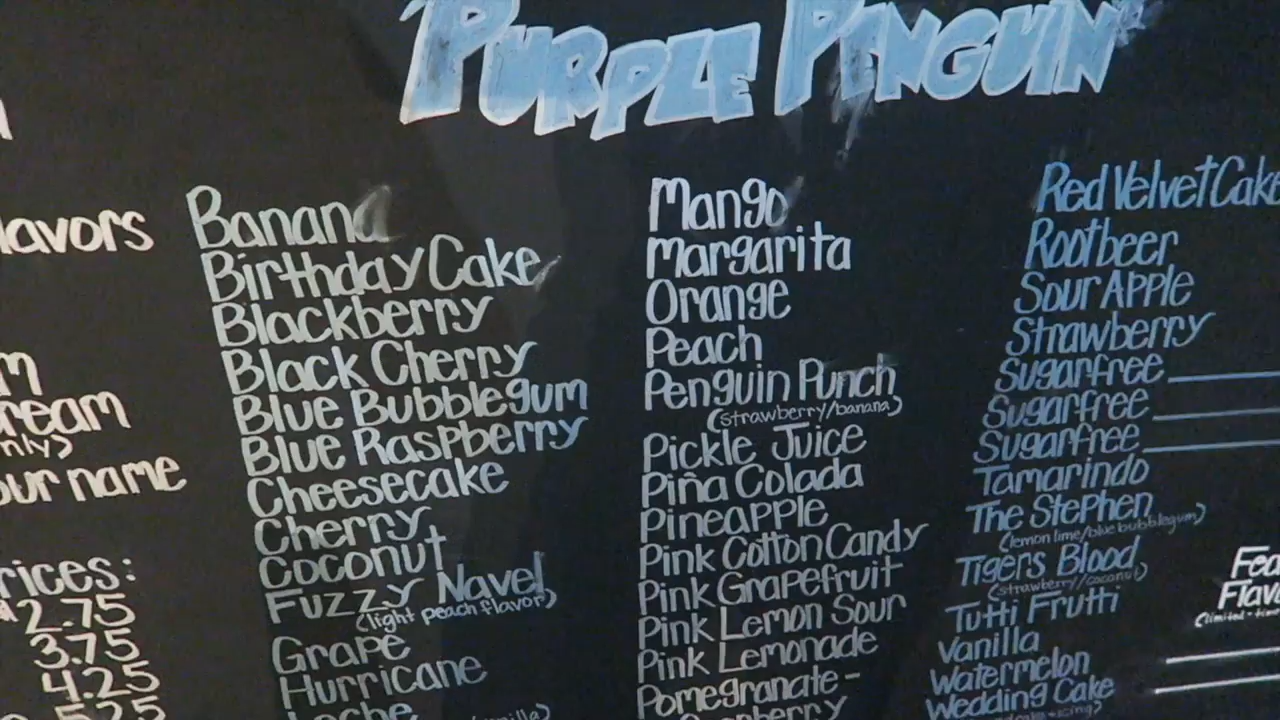 PURPLE PENGUIN
lavors
ream
our name
rices:
$2.75
3.75
4.25
5.25
Banana
Birthday Cake
Blackberry
Black Cherry
Blue Bubblegum
Blue Raspberry
Cheesecake
Cherry
Coconut
Fuzzy Navel
(light peach flavor)
Grape
Hurricane
Mango
Margarita
Orange
Peach
Penguin Punch
(strawberry/banana)
Pickle Juice
Piña Colada
Pineapple
Pink Cotton Candy
Pink Grapefruit
Pink Lemon Sour
Pink Lemonade
Pomegranate-
Red Velvet Cake
Rootbeer
Sour Apple
Strawberry
Sugarfree
Sugarfree
Sugarfree
Tamarindo
The Stephen
(lemon lime/blue bubblegum)
Tigers Blood
(strawberry/coconut)
Tutti Frutti
Vanilla
Watermelon
Wedding Cake
Fea
Flav